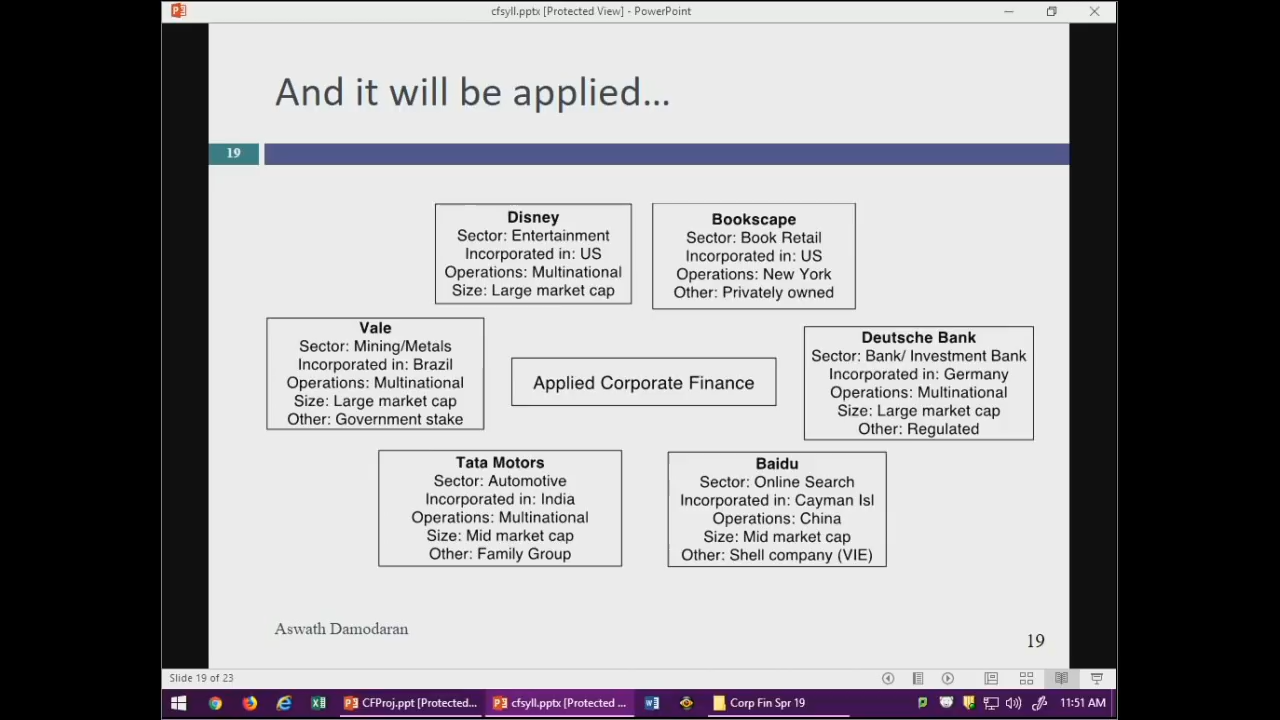 cfsyll.pptx [Protected View] - PowerPoint
And it will be applied...
19
Disney
Sector: Entertainment
Incorporated in: US
Operations: Multinational
Size: Large market cap
Bookscape
Sector: Book Retail
Incorporated in: US
Operations: New York
Other: Privately owned
Vale
Sector: Mining/Metals
Incorporated in: Brazil
Operations: Multinational
Size: Large market cap
Other: Government stake
Applied Corporate Finance
Deutsche Bank
Sector: Bank/ Investment Bank
Incorporated in: Germany
Operations: Multinational
Size: Large market cap
Other: Regulated
Tata Motors
Sector: Automotive
Incorporated in: India
Operations: Multinational
Size: Mid market cap
Other: Family Group
Baidu
Sector: Online Search
Incorporated in: Cayman Isl
Operations: China
Size: Mid market cap
Other: Shell company (VIE)
Aswath Damodaran
19
Slide 19 of 23
CFProj.ppt [Protected...
cfsyll.pptx [Protected ...
Corp Fin Spr 19
11:51 AM